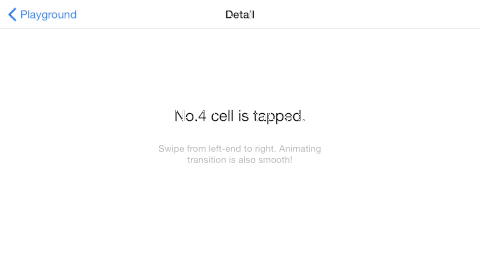 Playground
Detail
No.4 cell is tapped.
Swipe from left-end to right. Animating
transition is also smooth!